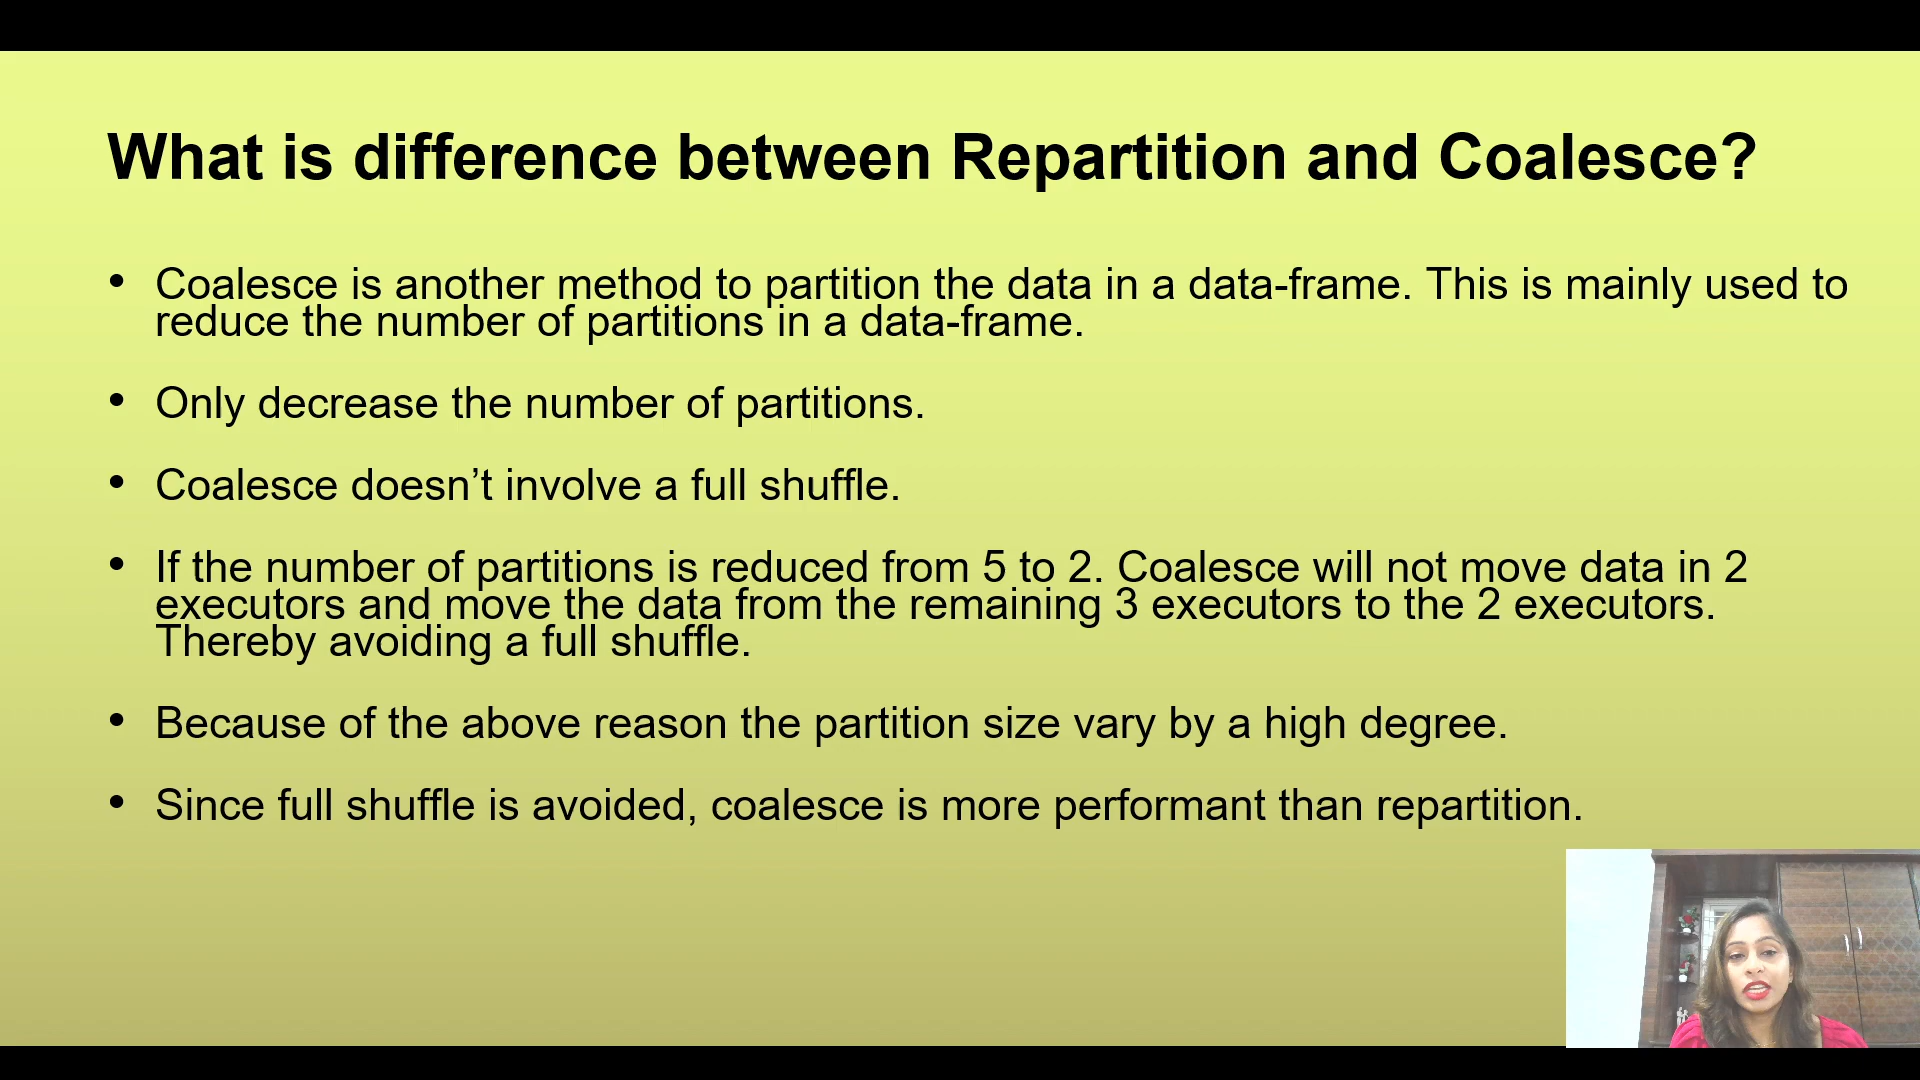 What is difference between Repartition and Coalesce?
• Coalesce is another method to partition the data in a data-frame. This is mainly used to
reduce the number of partitions in a data-frame.
• Only decrease the number of partitions.
• Coalesce doesn’t involve a full shuffle.
• If the number of partitions is reduced from 5 to 2. Coalesce will not move data in 2
executors and move the data from the remaining 3 executors to the 2 executors.
Thereby avoiding a full shuffle.
• Because of the above reason the partition size vary by a high degree.
• Since full shuffle is avoided, coalesce is more performant than repartition.